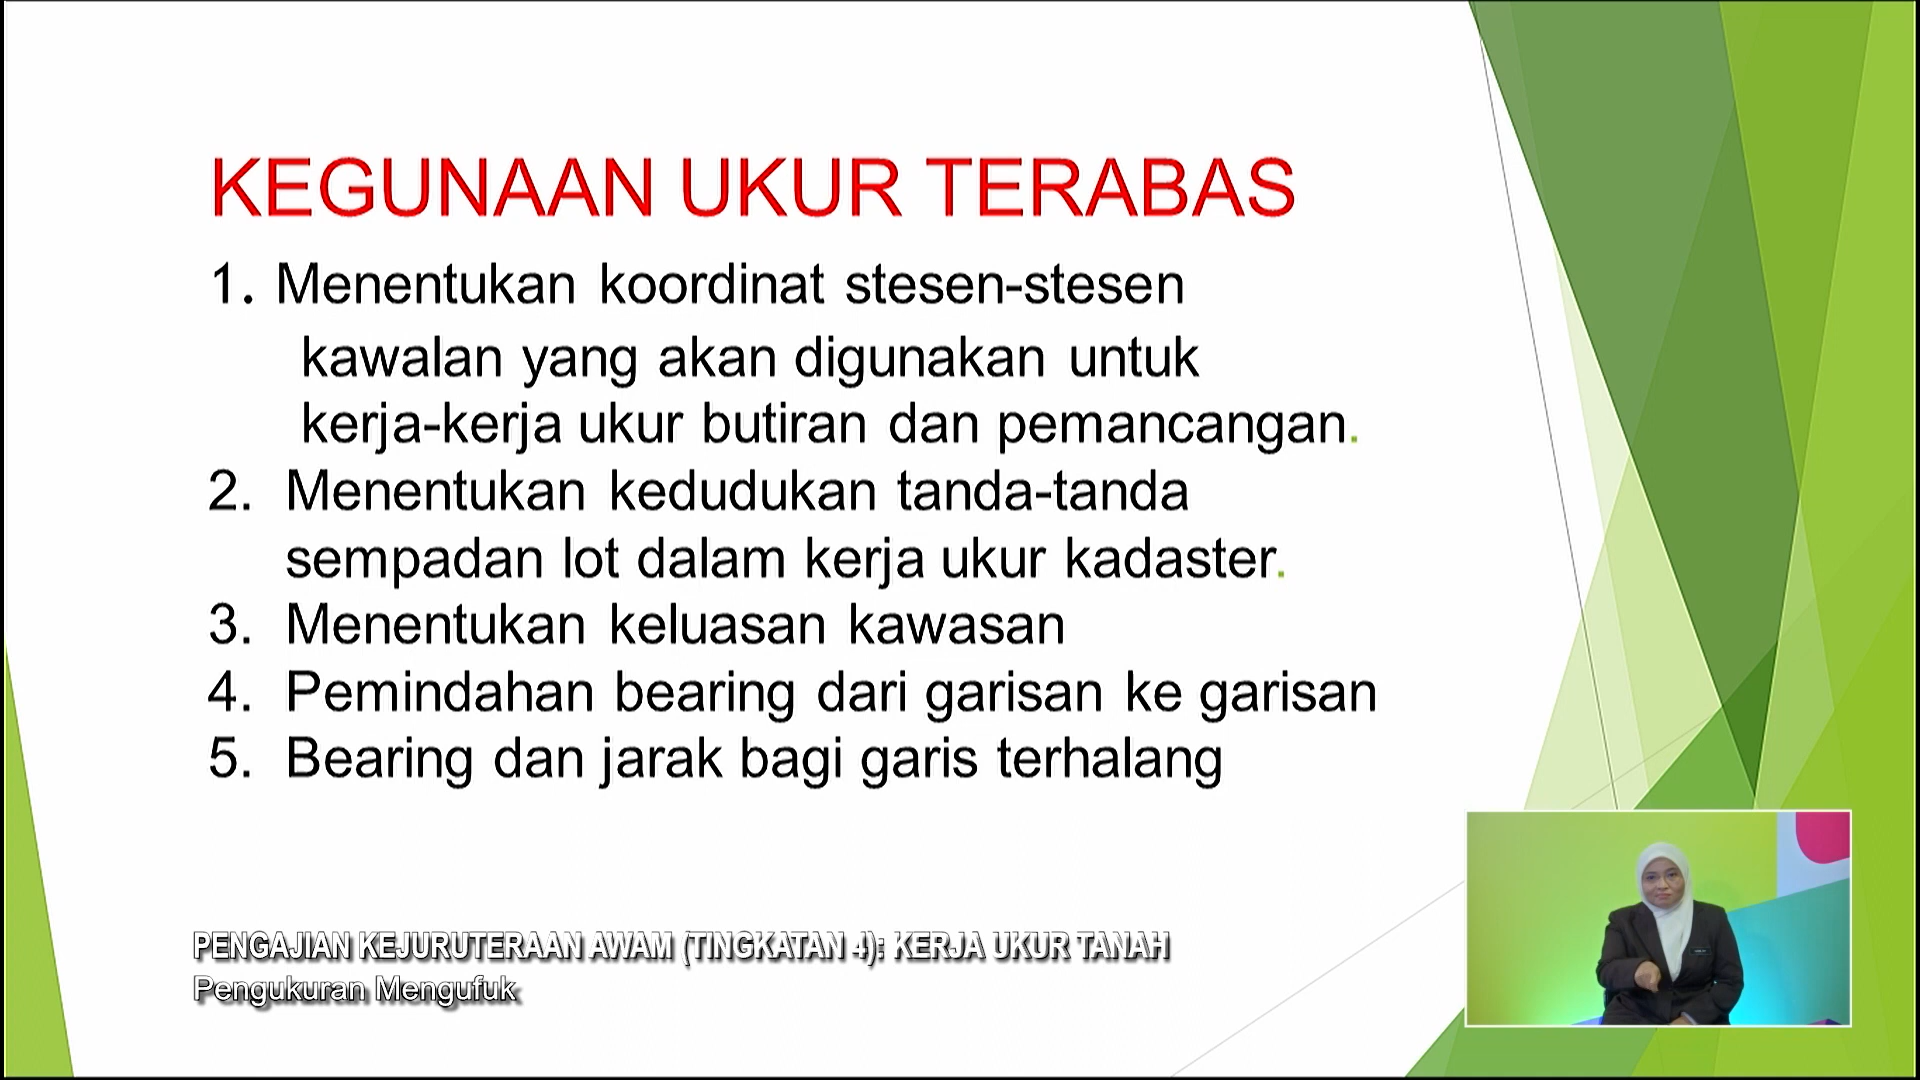 KEGUNAAN UKUR TERABAS
1. Menentukan koordinat stesen-stesen
kawalan yang akan digunakan untuk
kerja-kerja ukur butiran dan pemancangan.
2. Menentukan kedudukan tanda-tanda
sempadan lot dalam kerja ukur kadaster.
3. Menentukan keluasan kawasan
4. Pemindahan bearing dari garisan ke garisan
5. Bearing dan jarak bagi garis terhalang
PENGAJIAN KEJURUTERAAN AWAM (TINGKATAN 4): KERJA UKUR TANAH
Pengukuran Mengufuk